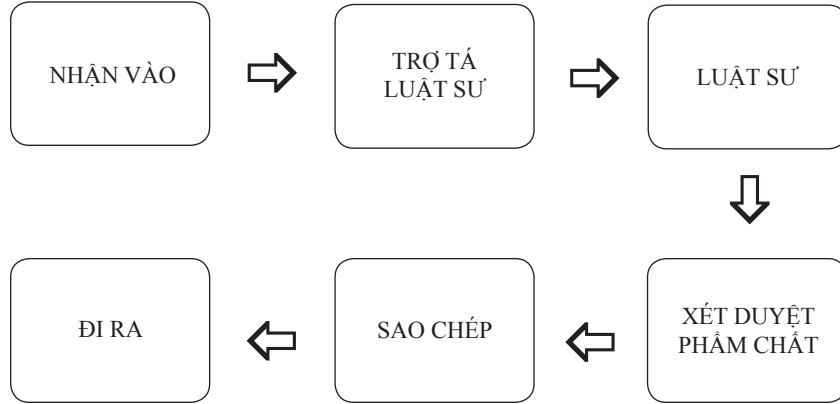 NHẬN VÀO
TRỢ TÁ
LUẬT SƯ
LUẬT SƯ
XÉT DUYỆT
PHẨM CHẤT
SAO CHÉP
ĐI RA